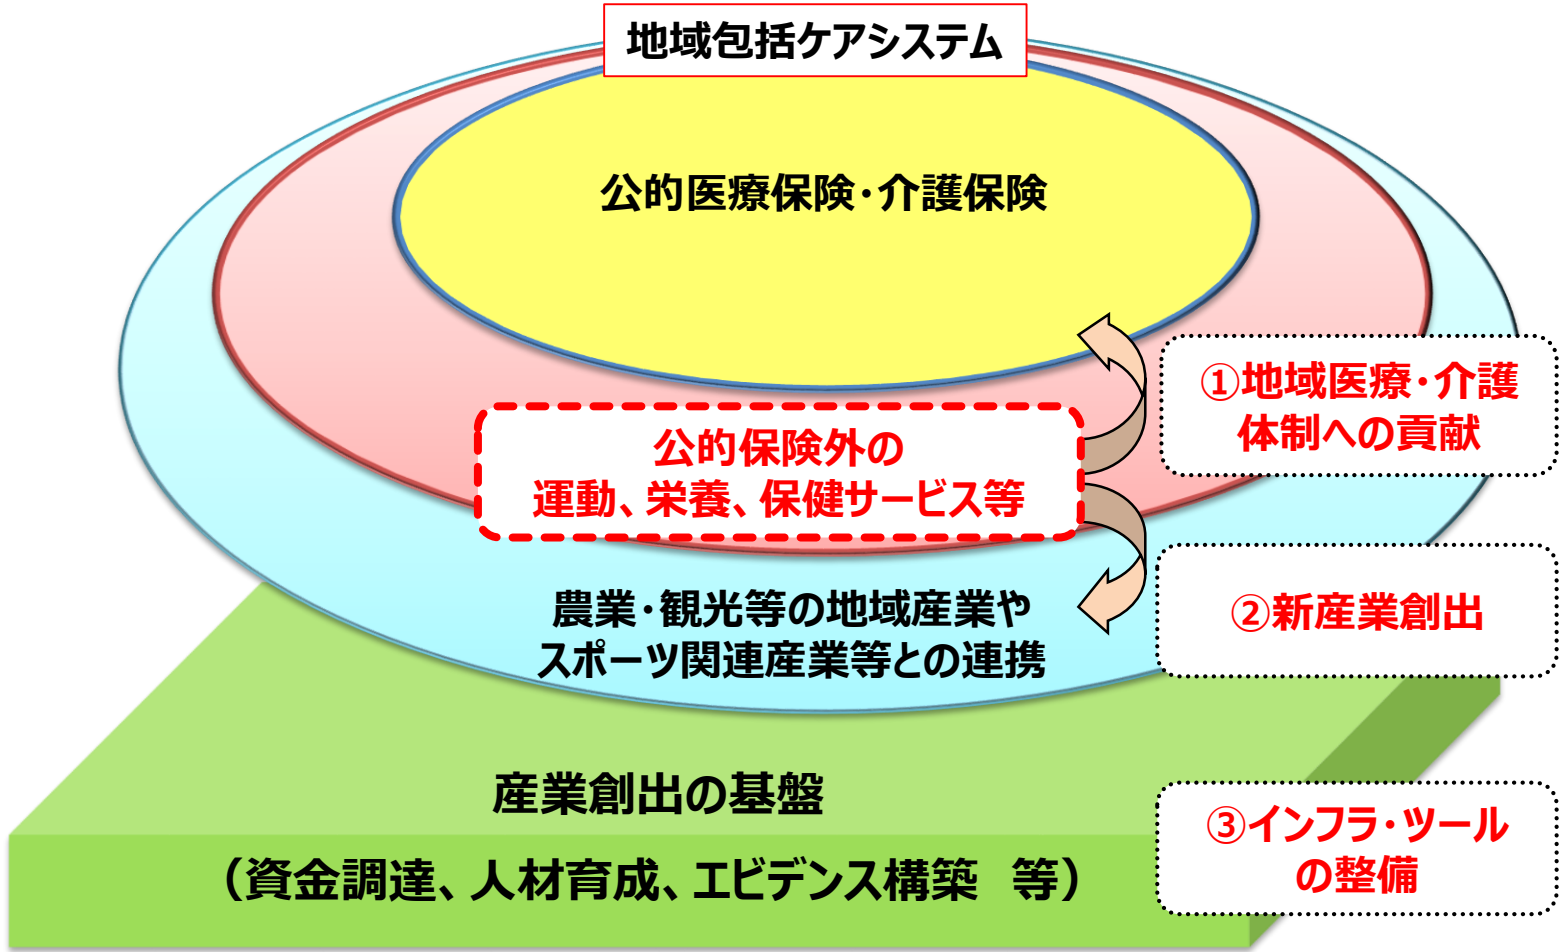 地域包括ケアシステム
公的医療保険・介護保険
①地域医療・介護
体制への貢献
公的保険外の
運動、栄養、保健サービス等
農業・観光等の地域産業や
スポーツ関連産業等との連携
②新産業創出
産業創出の基盤
（資金調達、人材育成、エビデンス構築　等）
③インフラ・ツール
の整備